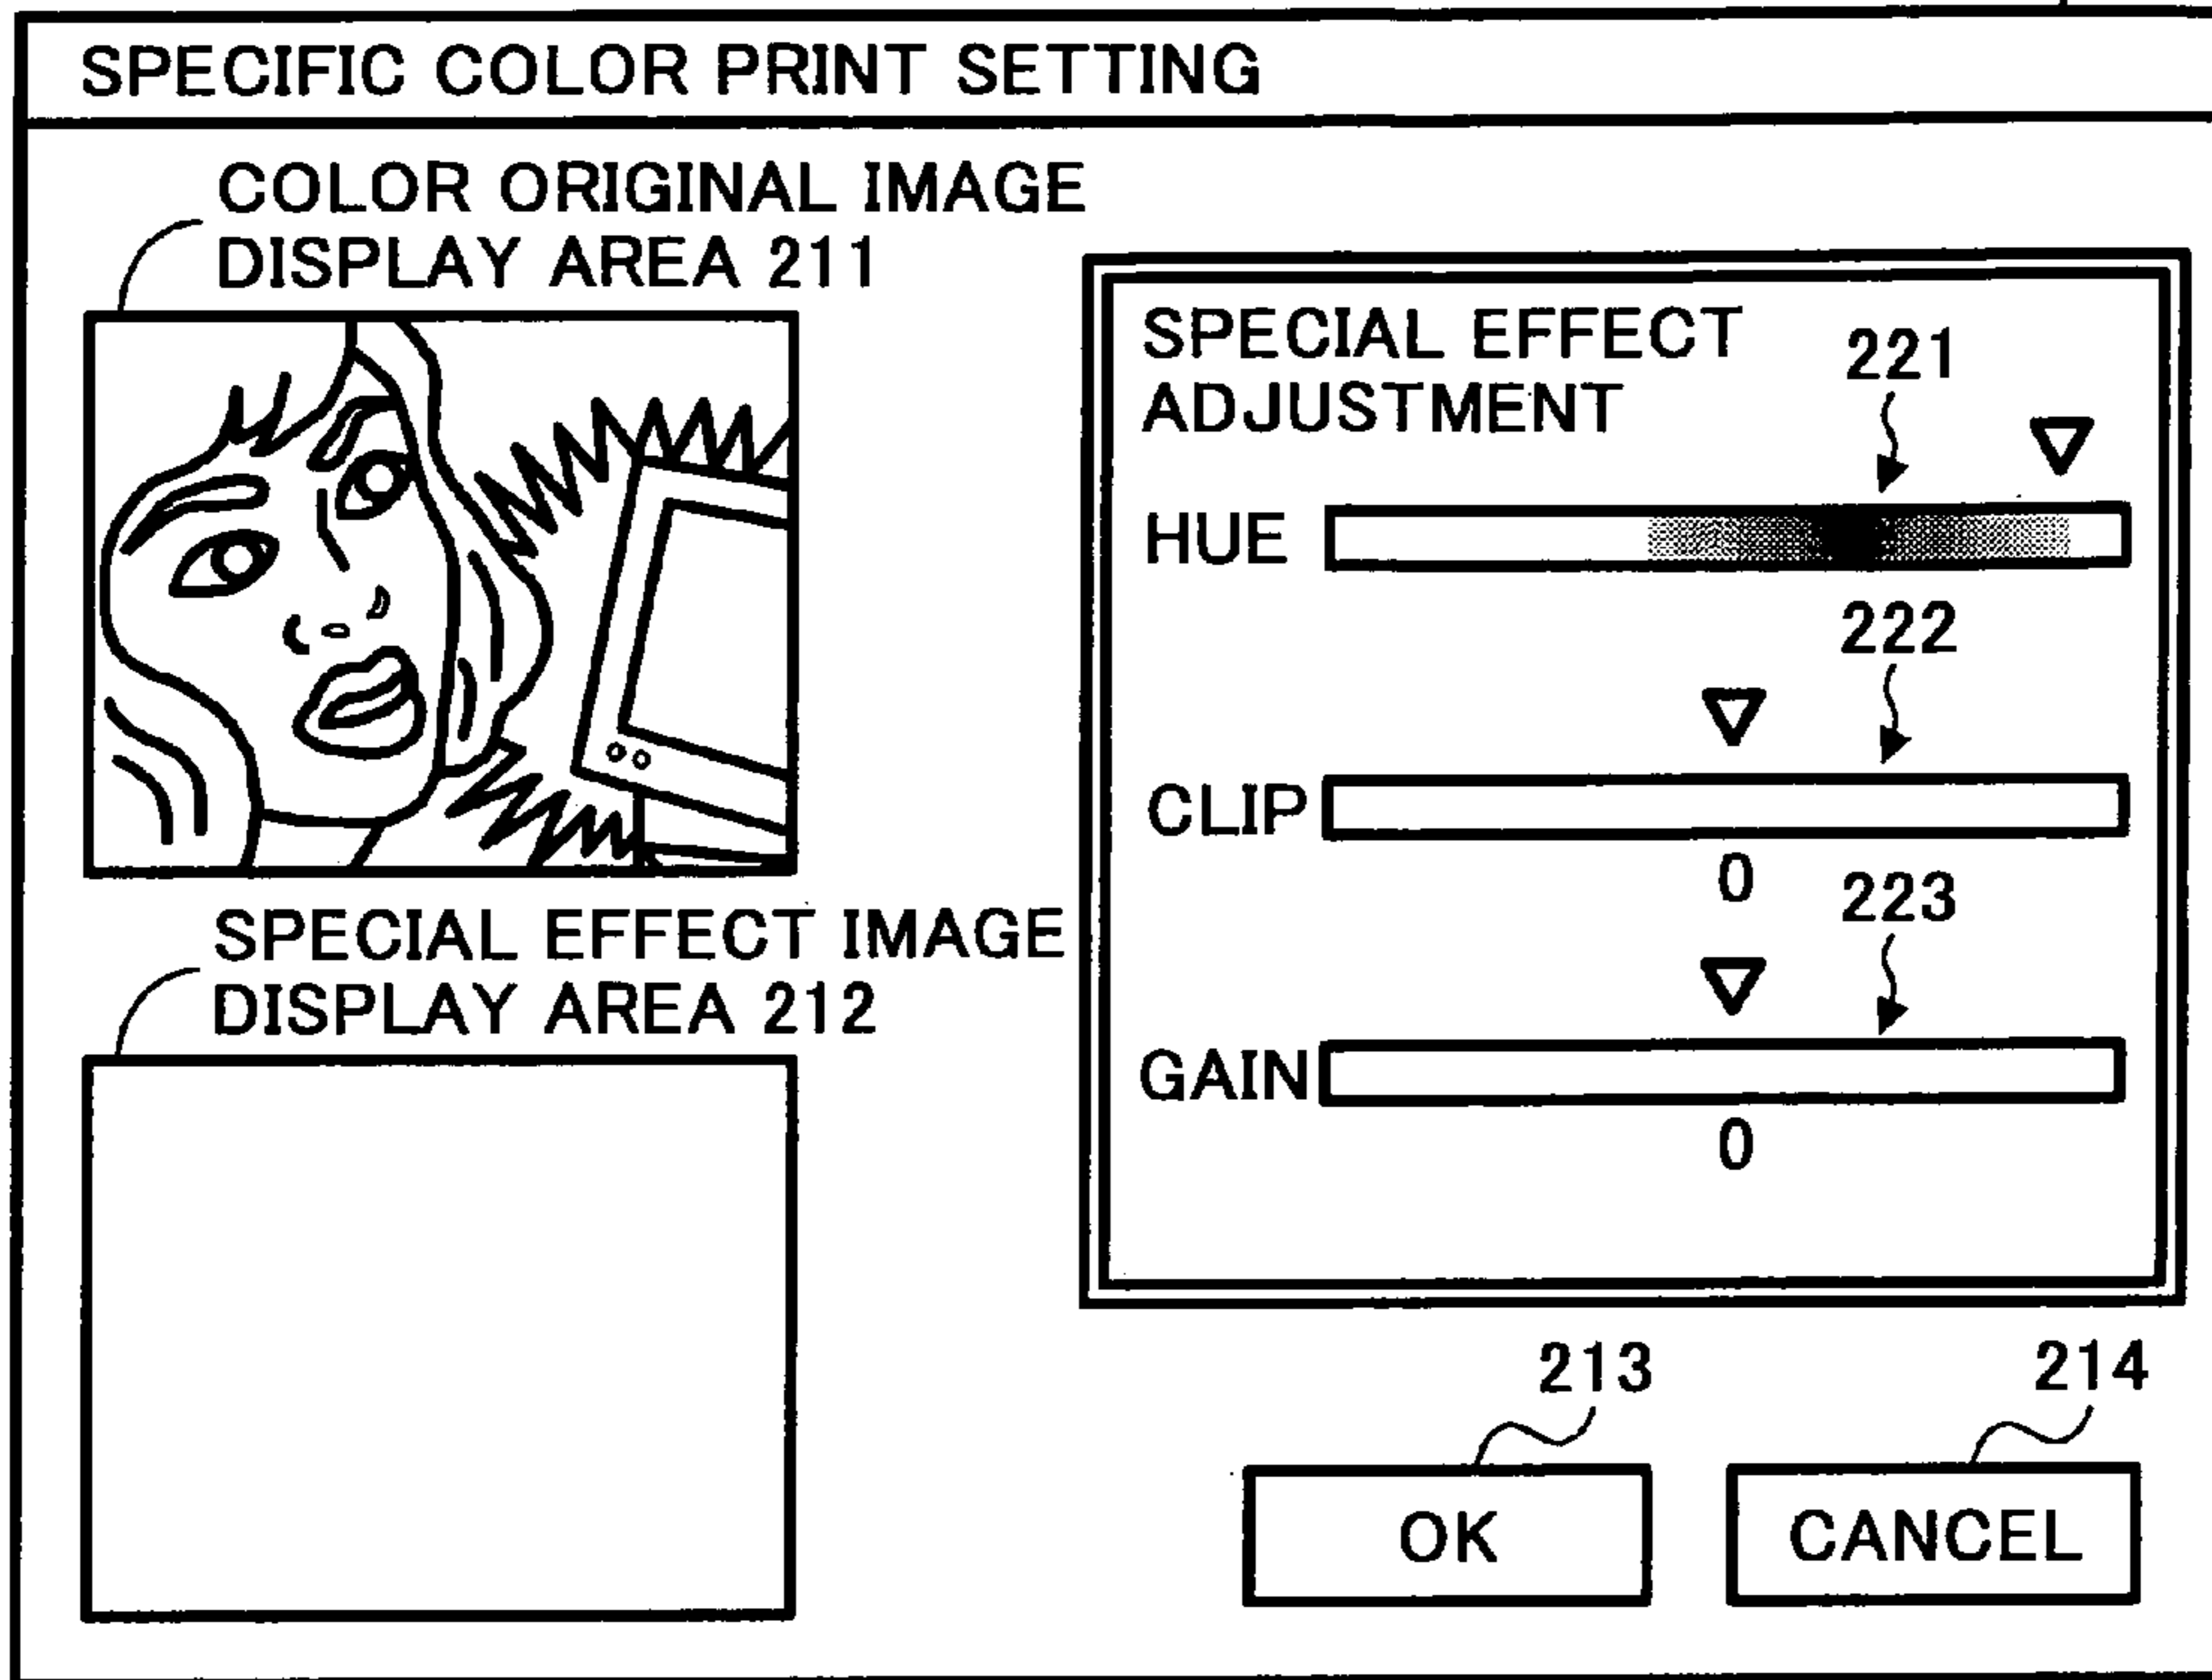 SPECIFIC COLOR PRINT SETTING
COLOR ORIGINAL IMAGE
DISPLAY AREA 211
SPECIAL EFFECT IMAGE
DISPLAY AREA 212
SPECIAL EFFECT
ADJUSTMENT
221
HUE
222
CLIP
0
223
GAIN
0
213
214
OK
CANCEL